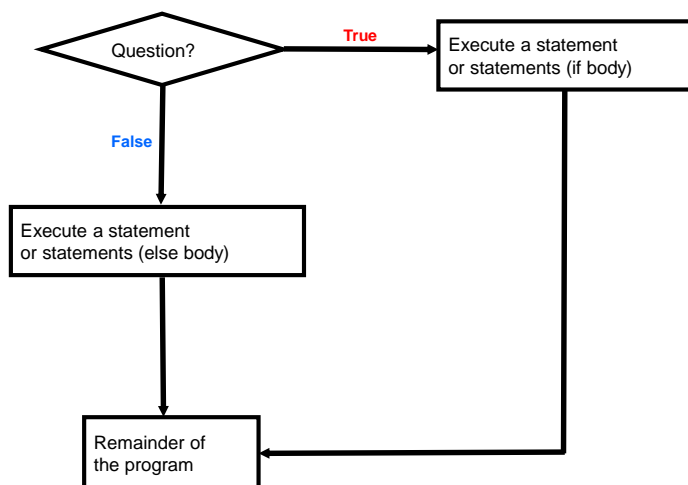 Question?
True
Execute a statement
or statements (if body)
False
Execute a statement
or statements (else body)
Remainder of
the program